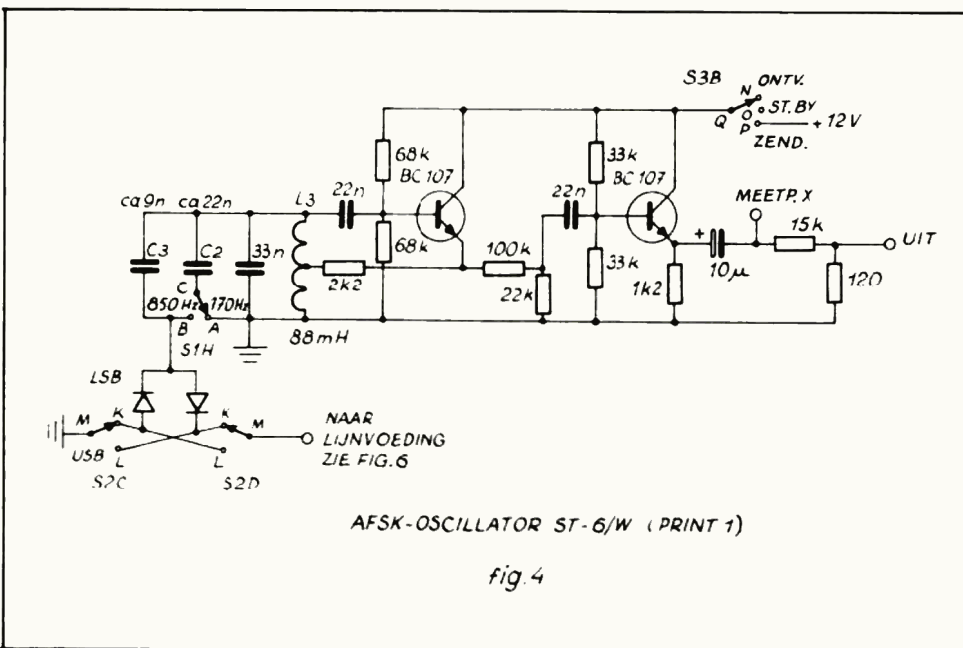 S3B
ONTV.
N
ST. BY
O
Q
P
+ 12V
ZEND.
68k
BC 107
33k
BC 107
MEETP. X
ca 9n
ca 22n
L3
22n
22n
15k
UIT
C3
C2
33n
68k
100k
33k
+
10µ
C
2k2
22k
1k2
120
850 Hz
170Hz
B
A
S1H
88mH
LSB
M
K
K
M
NAAR
LIJNVOEDING
ZIE FIG. 6
USB
L
L
S2C
S2D
AFSK-OSCILLATOR ST-6/W (PRINT 1)
fig. 4